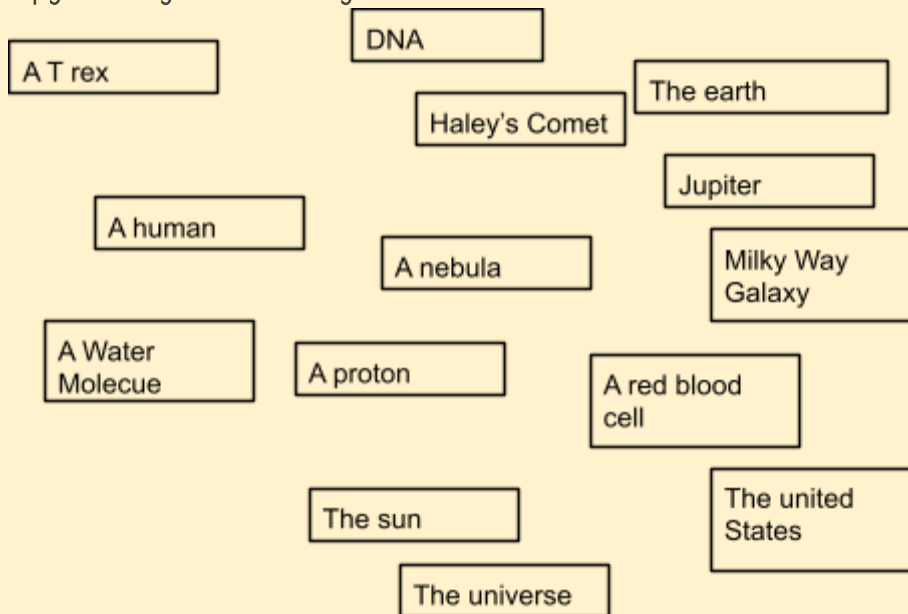 DNA
A T rex
The earth
Haley's Comet
Jupiter
A human
A nebula
Milky Way
Galaxy
A Water
Molecue
A proton
A red blood
cell
The united
States
The sun
The universe